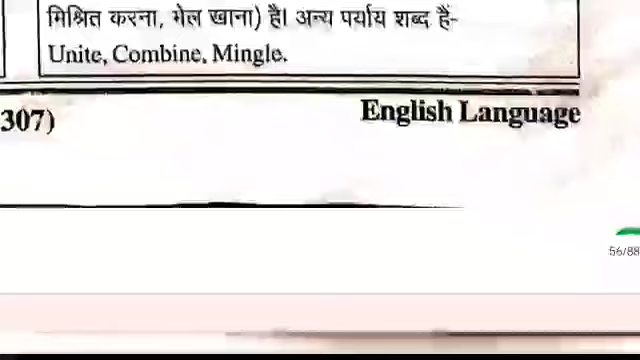 मिश्रित करना, मेल खाना) है। अन्य पर्याय शब्द हैं-
Unite, Combine, Mingle.
307)
English Language
56/88